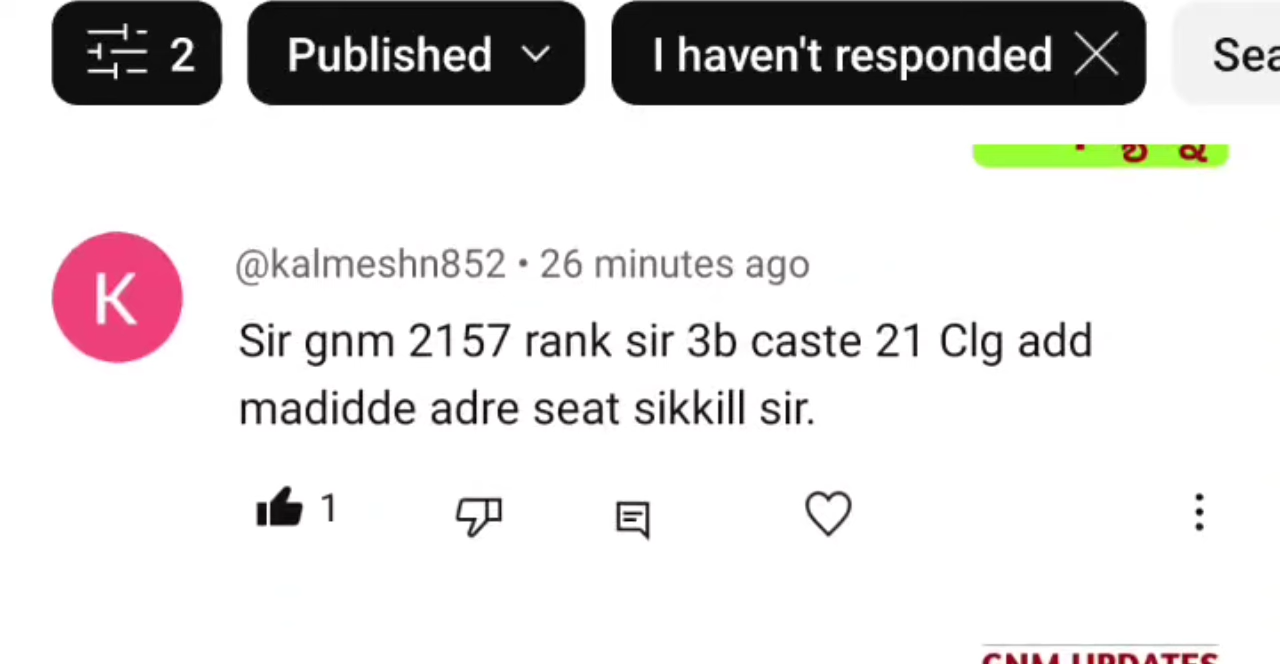 2 Published I haven't responded
@kalmeshn852 • 26 minutes ago
K
Sir gnm 2157 rank sir 3b caste 21 Clg add
madidde adre seat sikkill sir.
1
GNM UPDATES